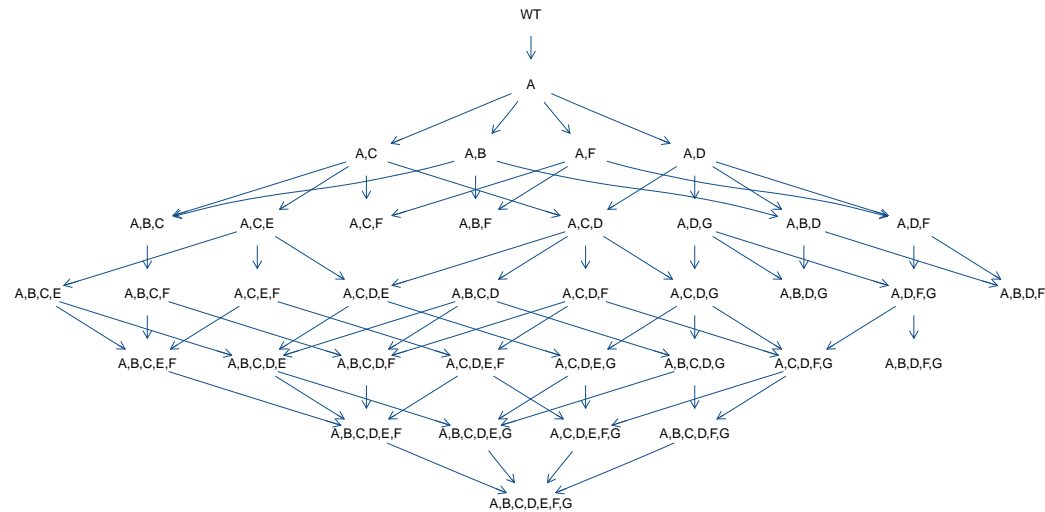 WT
A
A,C A,B A,F A,D
A,B,C A,C,E A,C,F A,B,F A,C,D A,D,G A,B,D A,D,F
A,B,C,E A,B,C,F A,C,E,F A,C,D,E A,B,C,D A,C,D,F A,C,D,G A,B,D,G A,D,F,G A,B,D,F
A,B,C,E,F A,B,C,D,E A,B,C,D,F A,C,D,E,F A,C,D,E,G A,B,C,D,G A,C,D,F,G A,B,D,F,G
A,B,C,D,E,F A,B,C,D,E,G A,C,D,E,F,G A,B,C,D,F,G
A,B,C,D,E,F,G